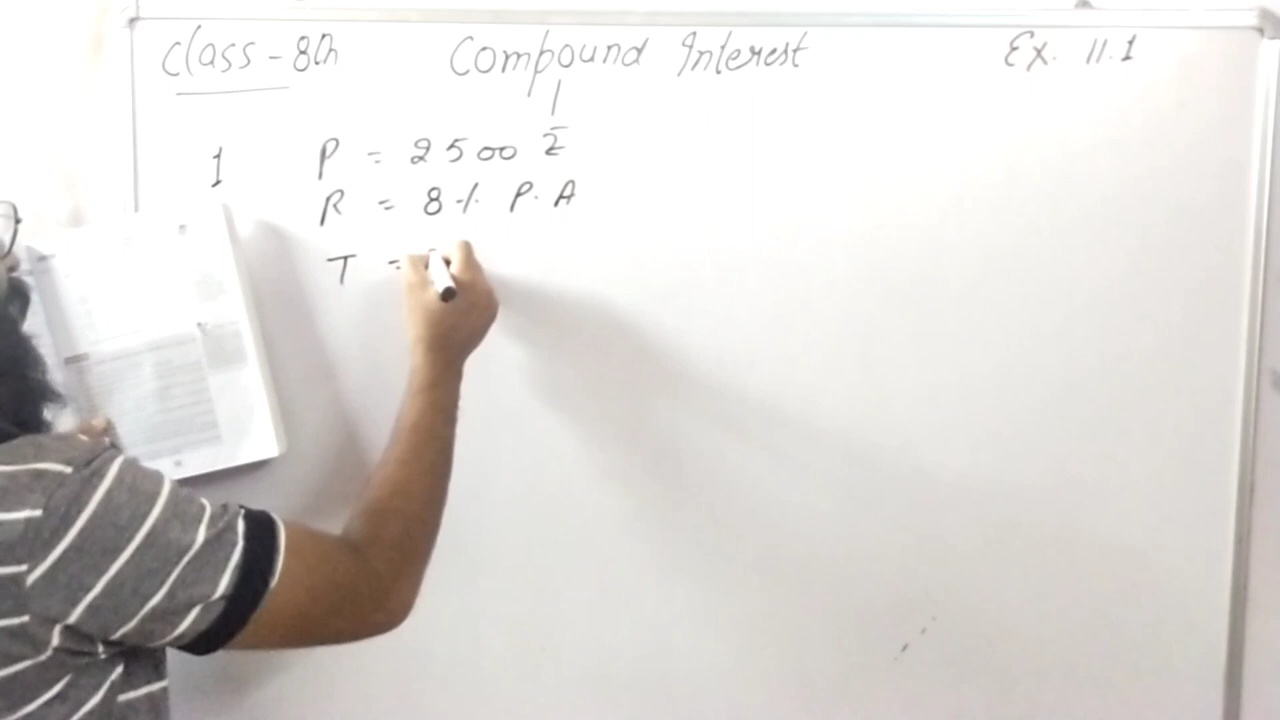 Class - 8th Compound Interest Ex. 11.1
1 P = 2500 ₹
R = 8% P.A
T =